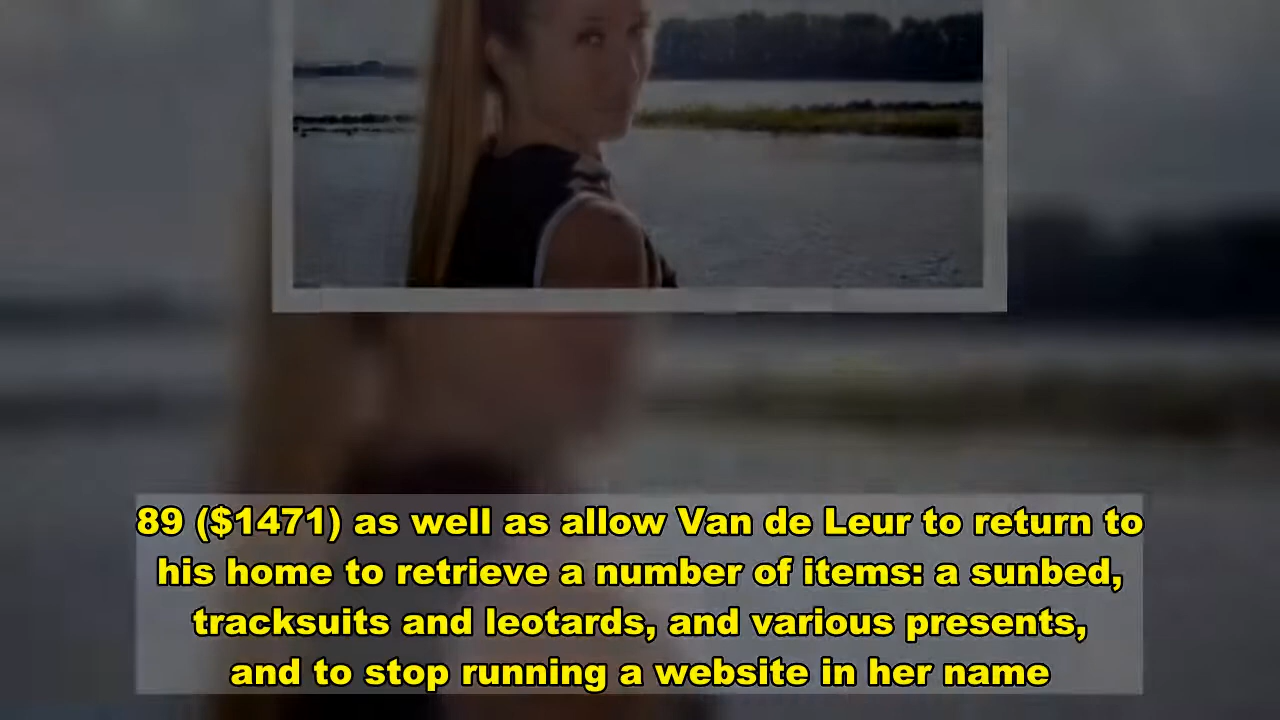 89 ($1471) as well as allow Van de Leur to return to
his home to retrieve a number of items: a sunbed,
tracksuits and leotards, and various presents,
and to stop running a website in her name